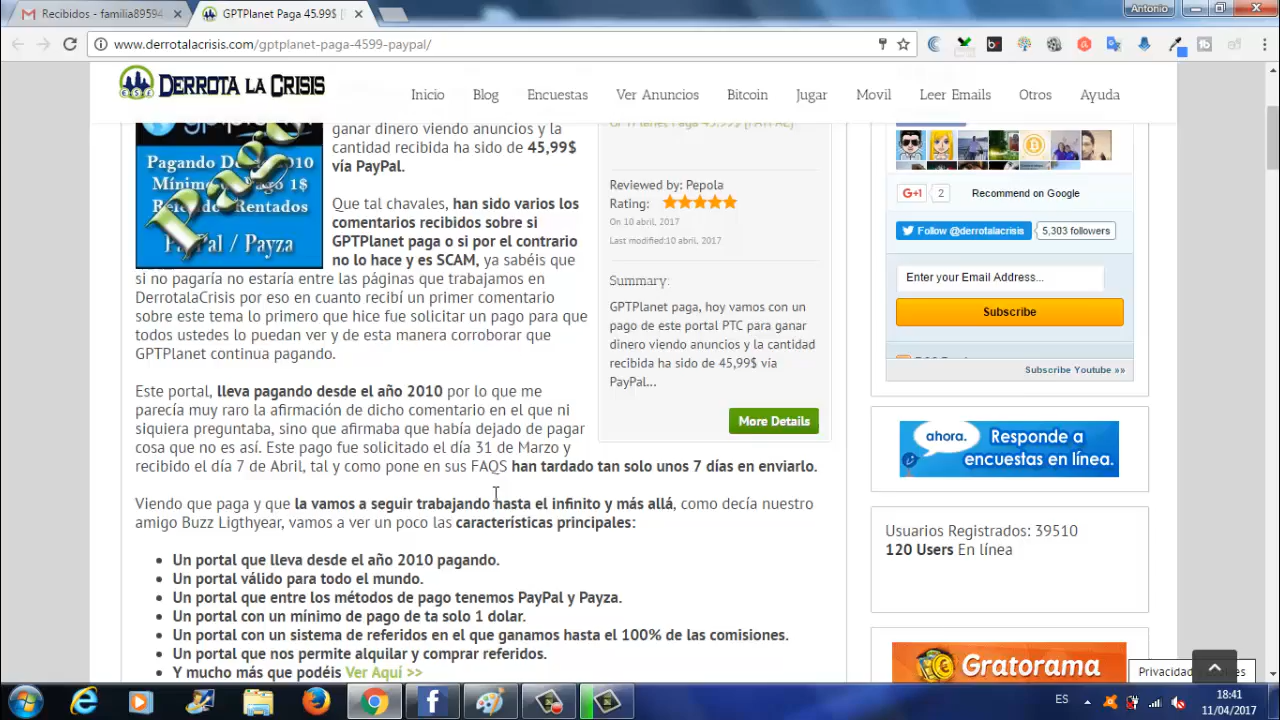 Recibidos - familia89594
GPTPlanet Paga 45.99$ [
Antonio
www.derrotalacrisis.com/gptplanet-paga-4599-paypal/
DERROTA LA CRISIS
Inicio
Blog
Encuestas
Ver Anuncios
Bitcoin
Jugar
Movil
Leer Emails
Otros
Ayuda
Mínimo Pago 1$
Referidos Rentados
PayPal / Payza
ganar dinero viendo anuncios y la
cantidad recibida ha sido de 45,99$
vía PayPal.
Que tal chavales, han sido varios los
comentarios recibidos sobre si
GPTPlanet paga o si por el contrario
no lo hace y es SCAM, ya sabéis que
si no pagaría no estaría entre las páginas que trabajamos en
DerrotalaCrisis por eso en cuanto recibí un primer comentario
sobre este tema lo primero que hice fue solicitar un pago para que
todos ustedes lo puedan ver y de esta manera corroborar que
GPTPlanet continua pagando.
Este portal, lleva pagando desde el año 2010 por lo que me
parecía muy raro la afirmación de dicho comentario en el que ni
siquiera preguntaba, sino que afirmaba que había dejado de pagar
cosa que no es así. Este pago fue solicitado el día 31 de Marzo y
recibido el día 7 de Abril, tal y como pone en sus FAQS han tardado tan solo unos 7 días en enviarlo.
Viendo que paga y que la vamos a seguir trabajando hasta el infinito y más allá, como decía nuestro
amigo Buzz Ligthyear, vamos a ver un poco las características principales:
Un portal que lleva desde el año 2010 pagando.
Un portal válido para todo el mundo.
Un portal que entre los métodos de pago tenemos PayPal y Payza.
Un portal con un mínimo de pago de ta solo 1 dolar.
Un portal con un sistema de referidos en el que ganamos hasta el 100% de las comisiones.
Un portal que nos permite alquilar y comprar referidos.
Y mucho más que podéis Ver Aquí >>
Reviewed by: Pepola
Rating:
On 10 abril, 2017
Last modified:10 abril, 2017
Summary:
GPTPlanet paga, hoy vamos con un
pago de este portal PTC para ganar
dinero viendo anuncios y la cantidad
recibida ha sido de 45,99$ vía
PayPal...
More Details
G+1
2
Recommend on Google
Follow @derrotalacrisis
5,303 followers
Enter your Email Address...
Subscribe
Subscribe Youtube »»
ahora.
Responde a
encuestas en línea
Usuarios Registrados: 39510
120 Users En línea
Gratorama
Privacidad
ES
18:41
11/04/2017